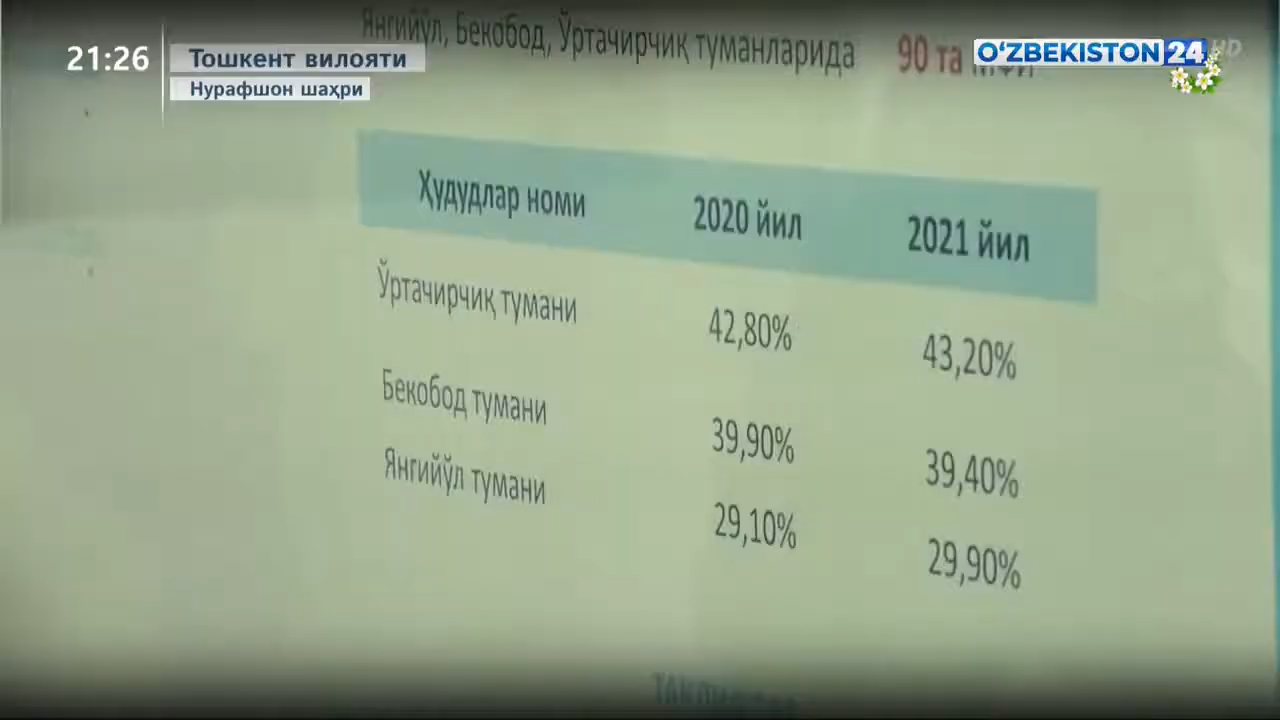 Янгийўл, Бекобод, Ўртачирчиқ туманларида 90 та
21:26
Тошкент вилояти
Нурафшон шаҳри
O‘ZBEKISTON 24 HD
Ҳудудлар номи 2020 йил 2021 йил
Ўртачирчиқ тумани 42,80% 43,20%
Бекобод тумани 39,90% 39,40%
Янгийўл тумани 29,10% 29,90%